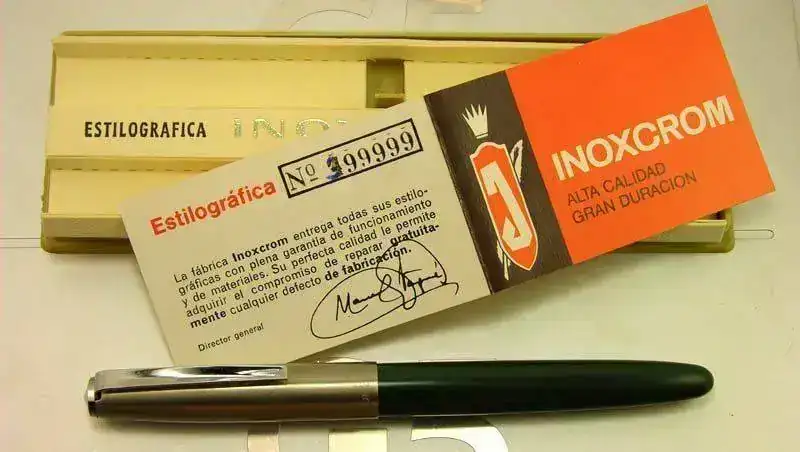 ESTILOGRAFICA INOX
Estilográfica
Nº 399999
La fábrica Inoxcrom entrega todas sus estilo-
gráficas con plena garantía de funcionamiento
y de materiales. Su perfecta calidad le permite
adquirir el compromiso de reparar gratuita-
mente cualquier defecto de fabricación.
Director general
INOXCROM
ALTA CALIDAD
GRAN DURACION